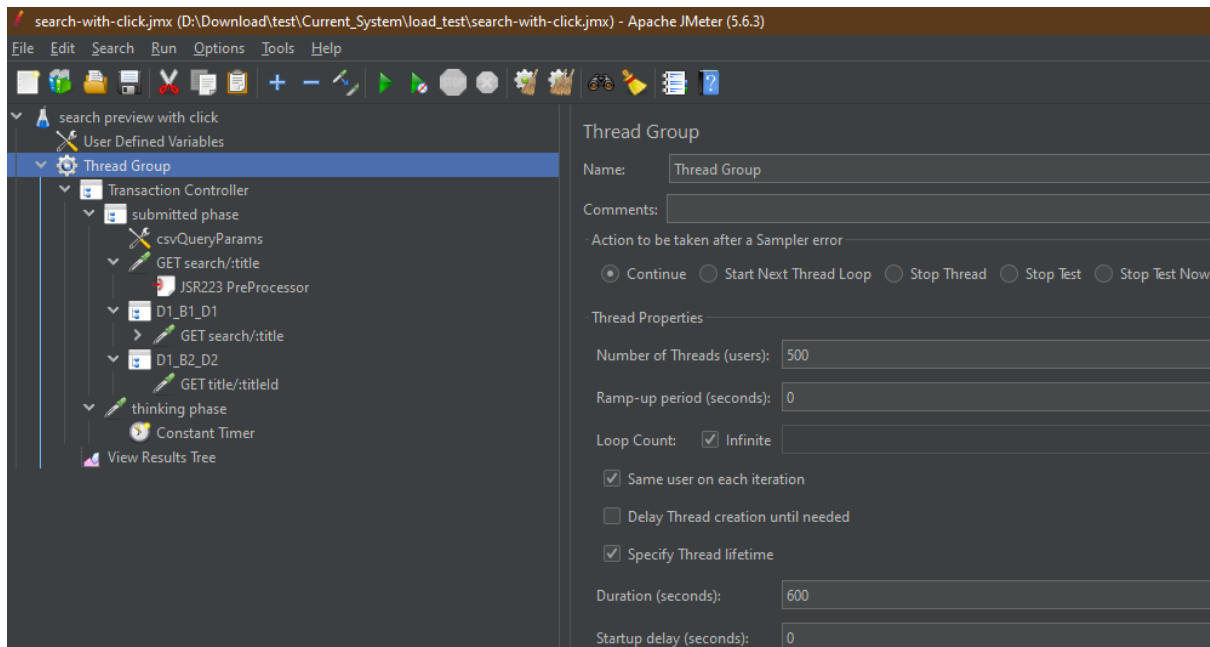 search-with-click.jmx (D:\Download\test\Current_System\load_test\search-with-click.jmx) - Apache JMeter (5.6.3)
File Edit Search Run Options Tools Help
STOP
search preview with click
User Defined Variables
Thread Group
Transaction Controller
submitted phase
csvQueryParams
GET search/:title
JSR223 PreProcessor
D1_B1_D1
GET search/:title
D1_B2_D2
GET title/:titleId
thinking phase
Constant Timer
View Results Tree
Thread Group
Name: Thread Group
Comments:
Action to be taken after a Sampler error
Continue Start Next Thread Loop Stop Thread Stop Test Stop Test Now
Thread Properties
Number of Threads (users): 500
Ramp-up period (seconds): 0
Loop Count: Infinite
Same user on each iteration
Delay Thread creation until needed
Specify Thread lifetime
Duration (seconds): 600
Startup delay (seconds): 0